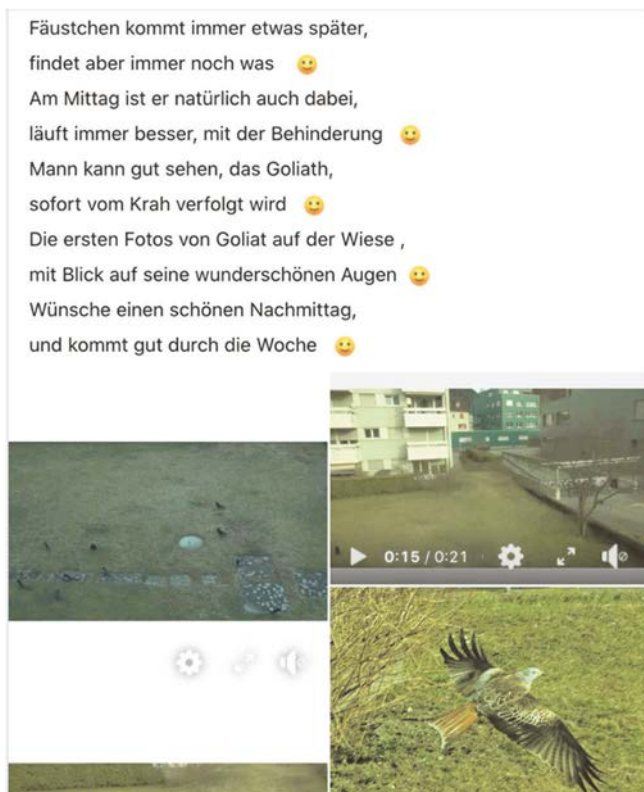 Fäustchen kommt immer etwas später,
findet aber immer noch was 🙂
Am Mittag ist er natürlich auch dabei,
läuft immer besser, mit der Behinderung 🙂
Mann kann gut sehen, das Goliath,
sofort vom Krah verfolgt wird 🙂
Die ersten Fotos von Goliat auf der Wiese ,
mit Blick auf seine wunderschönen Augen 🙂
Wünsche einen schönen Nachmittag,
und kommt gut durch die Woche 🙂
0:15 / 0:21